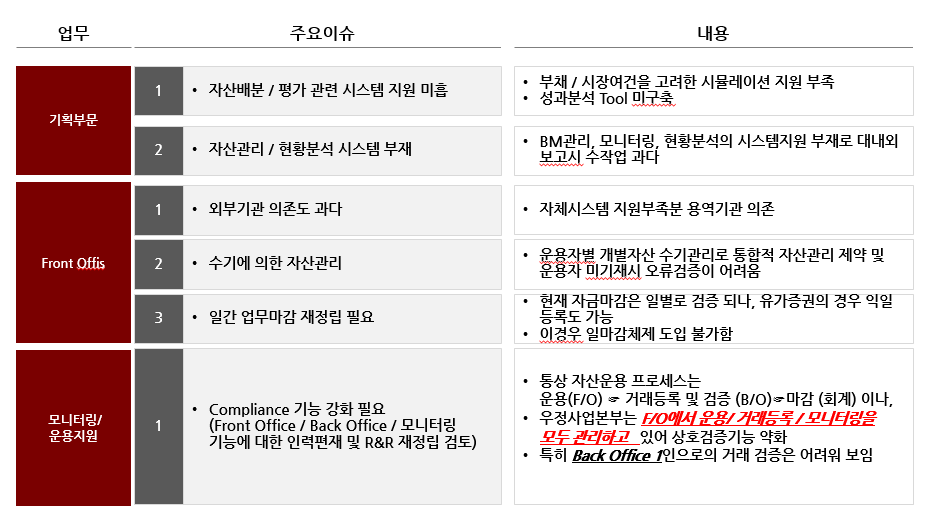 업무
주요이슈
내용
기획부문
1
• 자산배분 / 평가 관련 시스템 지원 미흡
• 부채 / 시장여건을 고려한 시뮬레이션 지원 부족
• 성과분석 Tool 미구축
2
• 자산관리 / 현황분석 시스템 부재
• BM관리, 모니터링, 현황분석의 시스템지원 부재로 대내외
보고시 수작업 과다
Front Offis
1
• 외부기관 의존도 과다
• 자체시스템 지원부족분 용역기관 의존
2
• 수기에 의한 자산관리
• 운용자별 개별자산 수기관리로 통합적 자산관리 제약 및
운용자 미기재시 오류검증이 어려움
3
• 일간 업무마감 재정립 필요
• 현재 자금마감은 일별로 검증 되나, 유가증권의 경우 익일
등록도 가능
• 이경우 일마감체제 도입 불가함
모니터링/
운용지원
1
• Compliance 기능 강화 필요
(Front Office / Back Office / 모니터링
기능에 대한 인력편재 및 R&R 재정립 검토)
• 통상 자산운용 프로세스는
운용(F/O) ☞ 거래등록 및 검증 (B/O)☞마감 (회계) 이나,
• 우정사업본부는 F/O에서 운용/ 거래등록 / 모니터링을
모두 관리하고 있어 상호검증기능 약화
• 특히 Back Office 1인으로의 거래 검증은 어려워 보임